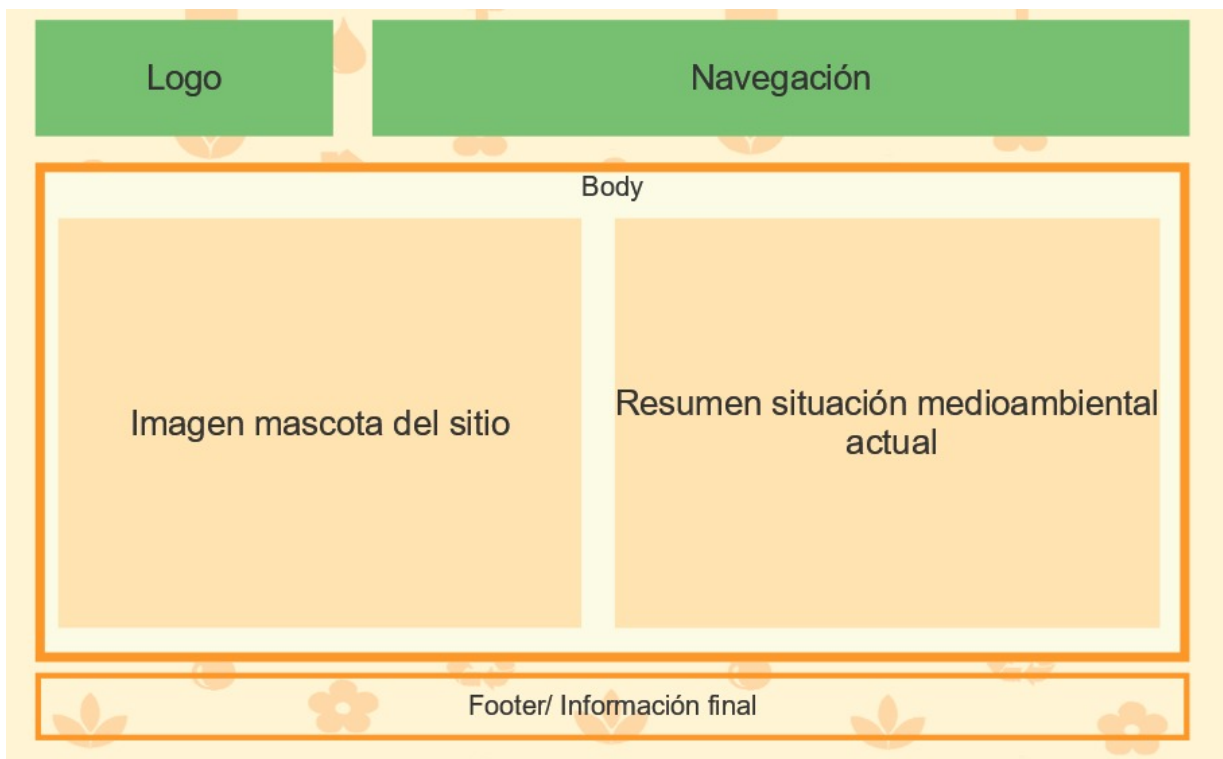 Logo
Navegación
Body
Imagen mascota del sitio
Resumen situación medioambiental
actual
Footer/ Información final